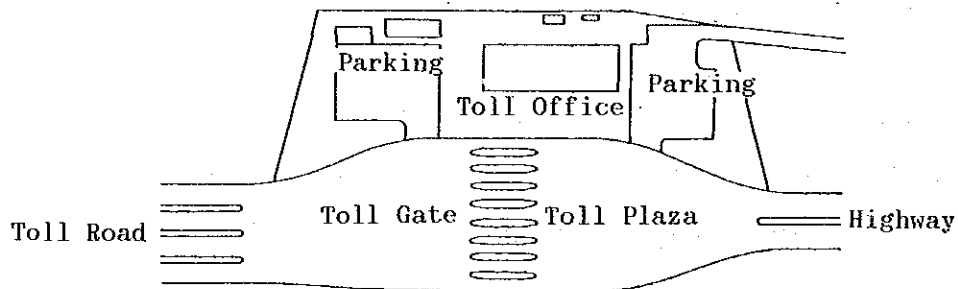 Parking
Parking
Toll Office
Toll Gate
Toll Plaza
Toll Road
Highway